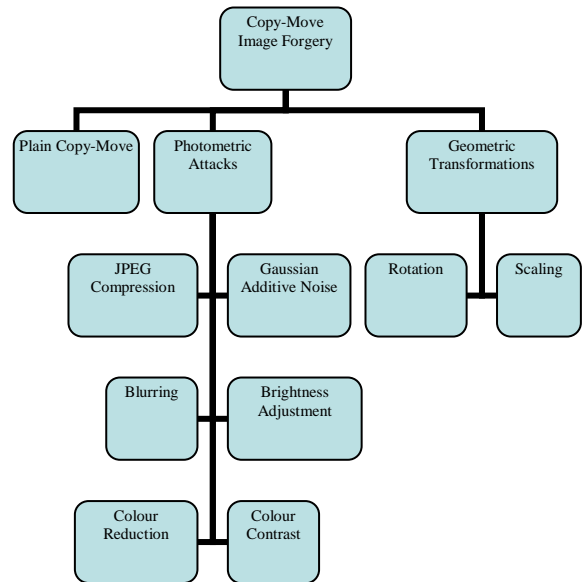 Copy-Move
Image Forgery
Plain Copy-Move
Photometric
Attacks
Geometric
Transformations
JPEG
Compression
Gaussian
Additive Noise
Rotation
Scaling
Blurring
Brightness
Adjustment
Colour
Reduction
Colour
Contrast